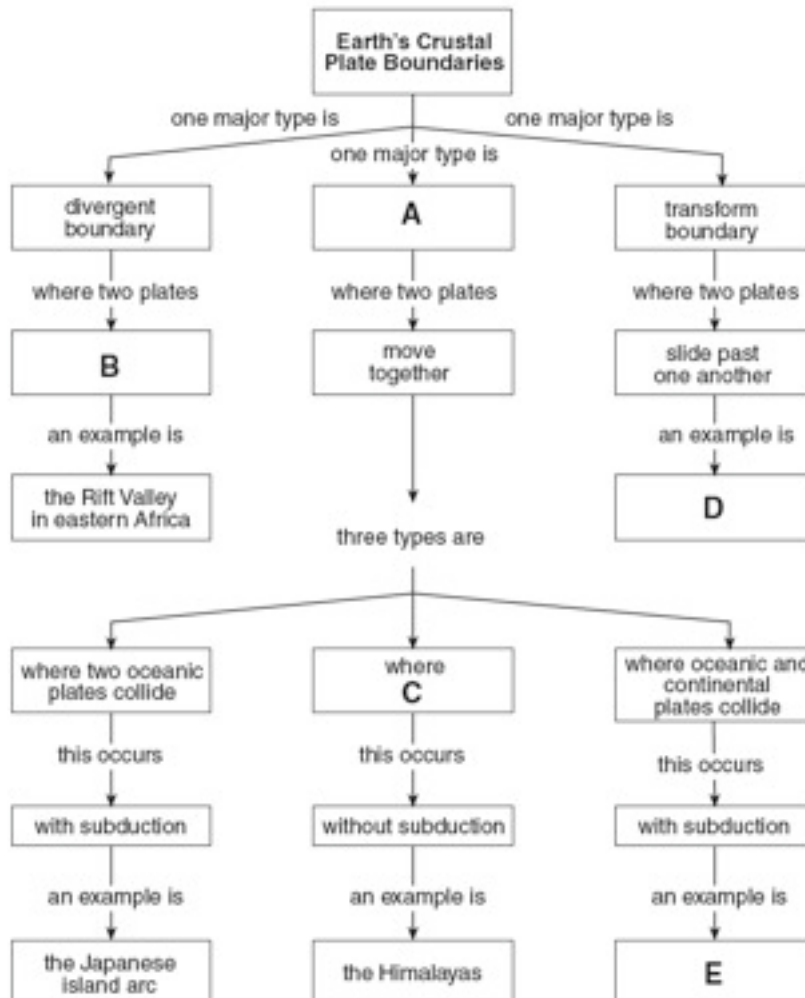 Earth's Crustal
Plate Boundaries
one major type is
one major type is
one major type is
divergent
boundary
A
transform
boundary
where two plates
where two plates
where two plates
B
move
together
slide past
one another
an example is
an example is
the Rift Valley
in eastern Africa
D
three types are
where two oceanic
plates collide
where
C
where oceanic and
continental
plates collide
this occurs
this occurs
this occurs
with subduction
without subduction
with subduction
an example is
an example is
an example is
the Japanese
island arc
the Himalayas
E